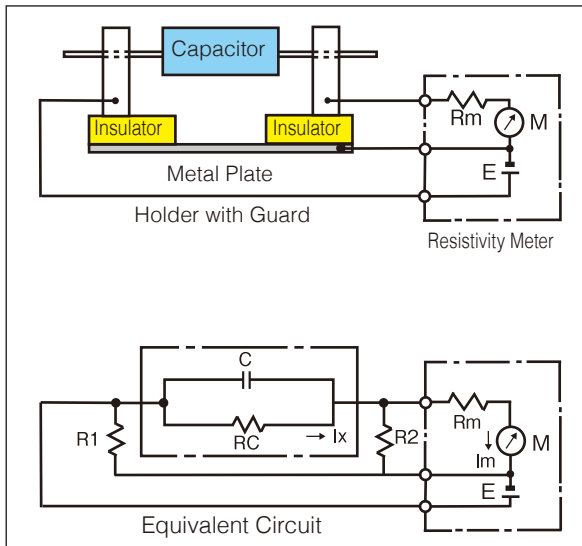 Capacitor
Insulator
Insulator
Metal Plate
Holder with Guard
Rm
M
E
Resistivity Meter
C
RC
→ Ix
R1
R2
Rm
↓
Im
M
E
Equivalent Circuit